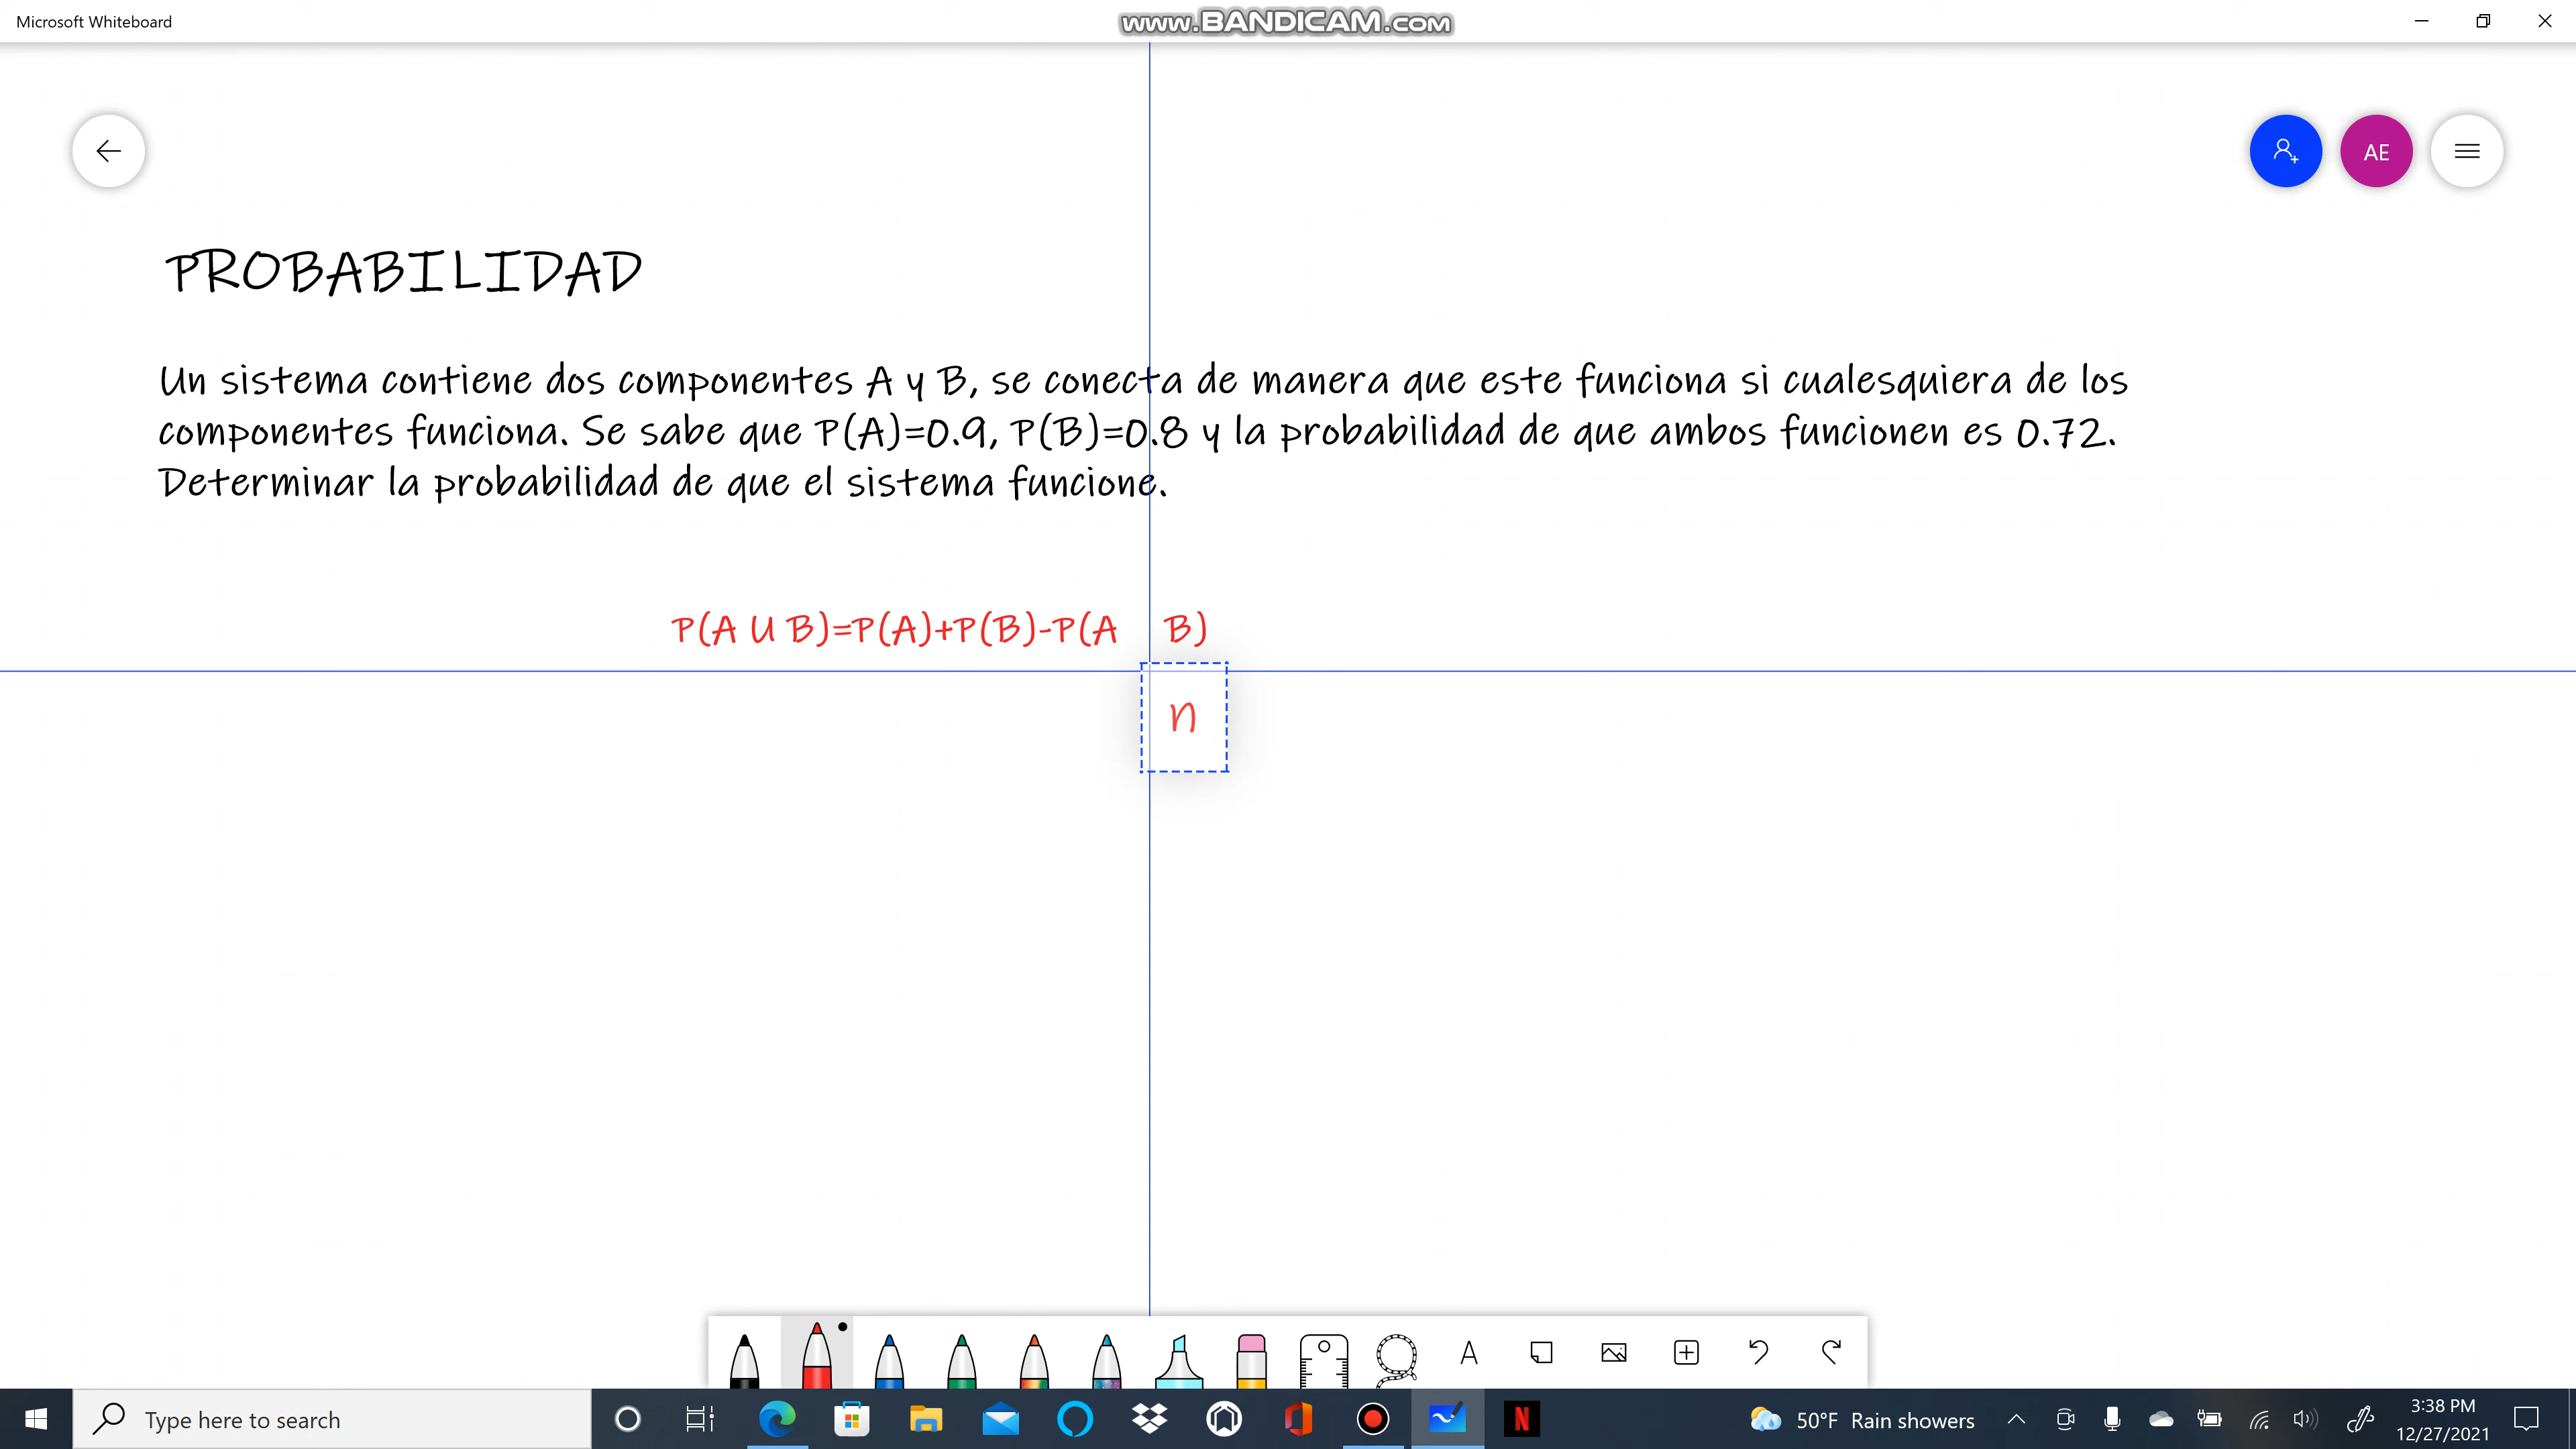 Microsoft Whiteboard
www.BANDICAM.com
AE
PROBABILIDAD
Un sistema contiene dos componentes A y B, se conecta de manera que este funciona si cualesquiera de los
componentes funciona. Se sabe que P(A)=0.9, P(B)=0.8 y la probabilidad de que ambos funcionen es 0.72.
Determinar la probabilidad de que el sistema funcione.
P(A U B)=P(A)+P(B)-P(A B)
n
A
Type here to search
N
50°F Rain showers
3:38 PM
12/27/2021